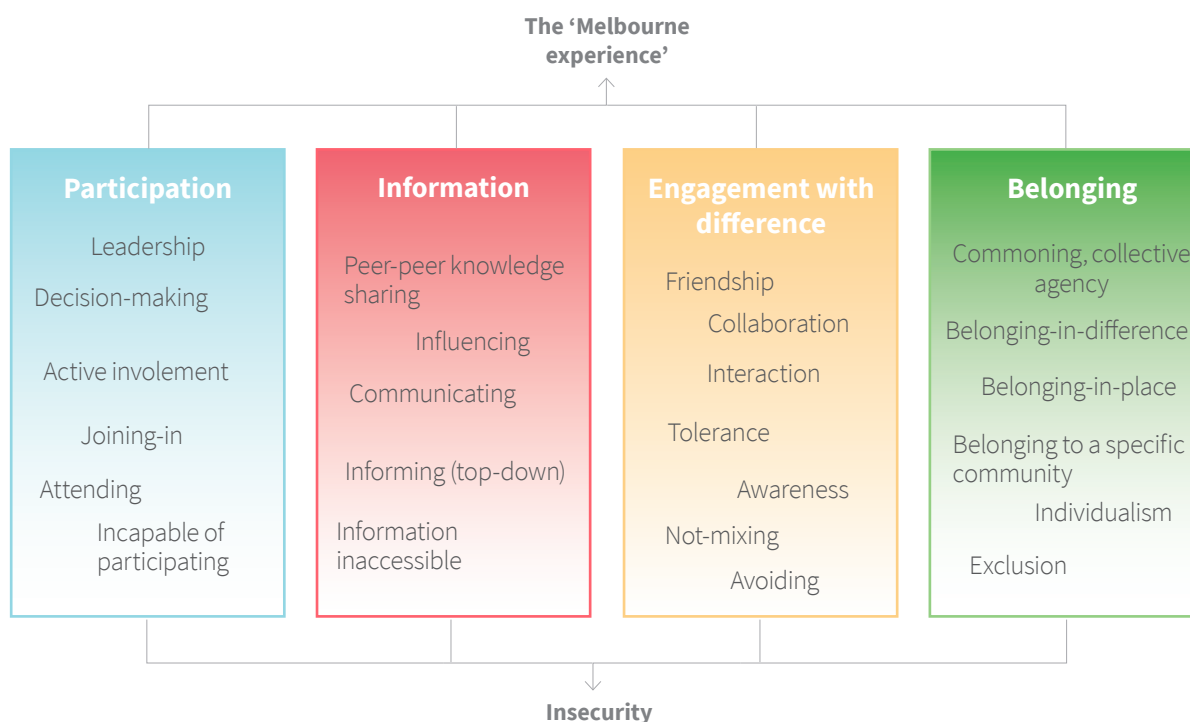 The ‘Melbourne
experience’
Participation
Leadership
Decision-making
Active involement
Joining-in
Attending
Incapable of
participating
Information
Peer-peer knowledge
sharing
Influencing
Communicating
Informing (top-down)
Information
inaccessible
Engagement with
difference
Friendship
Collaboration
Interaction
Tolerance
Awareness
Not-mixing
Avoiding
Belonging
Commoning, collective
agency
Belonging-in-difference
Belonging-in-place
Belonging to a specific
community
Individualism
Exclusion
Insecurity